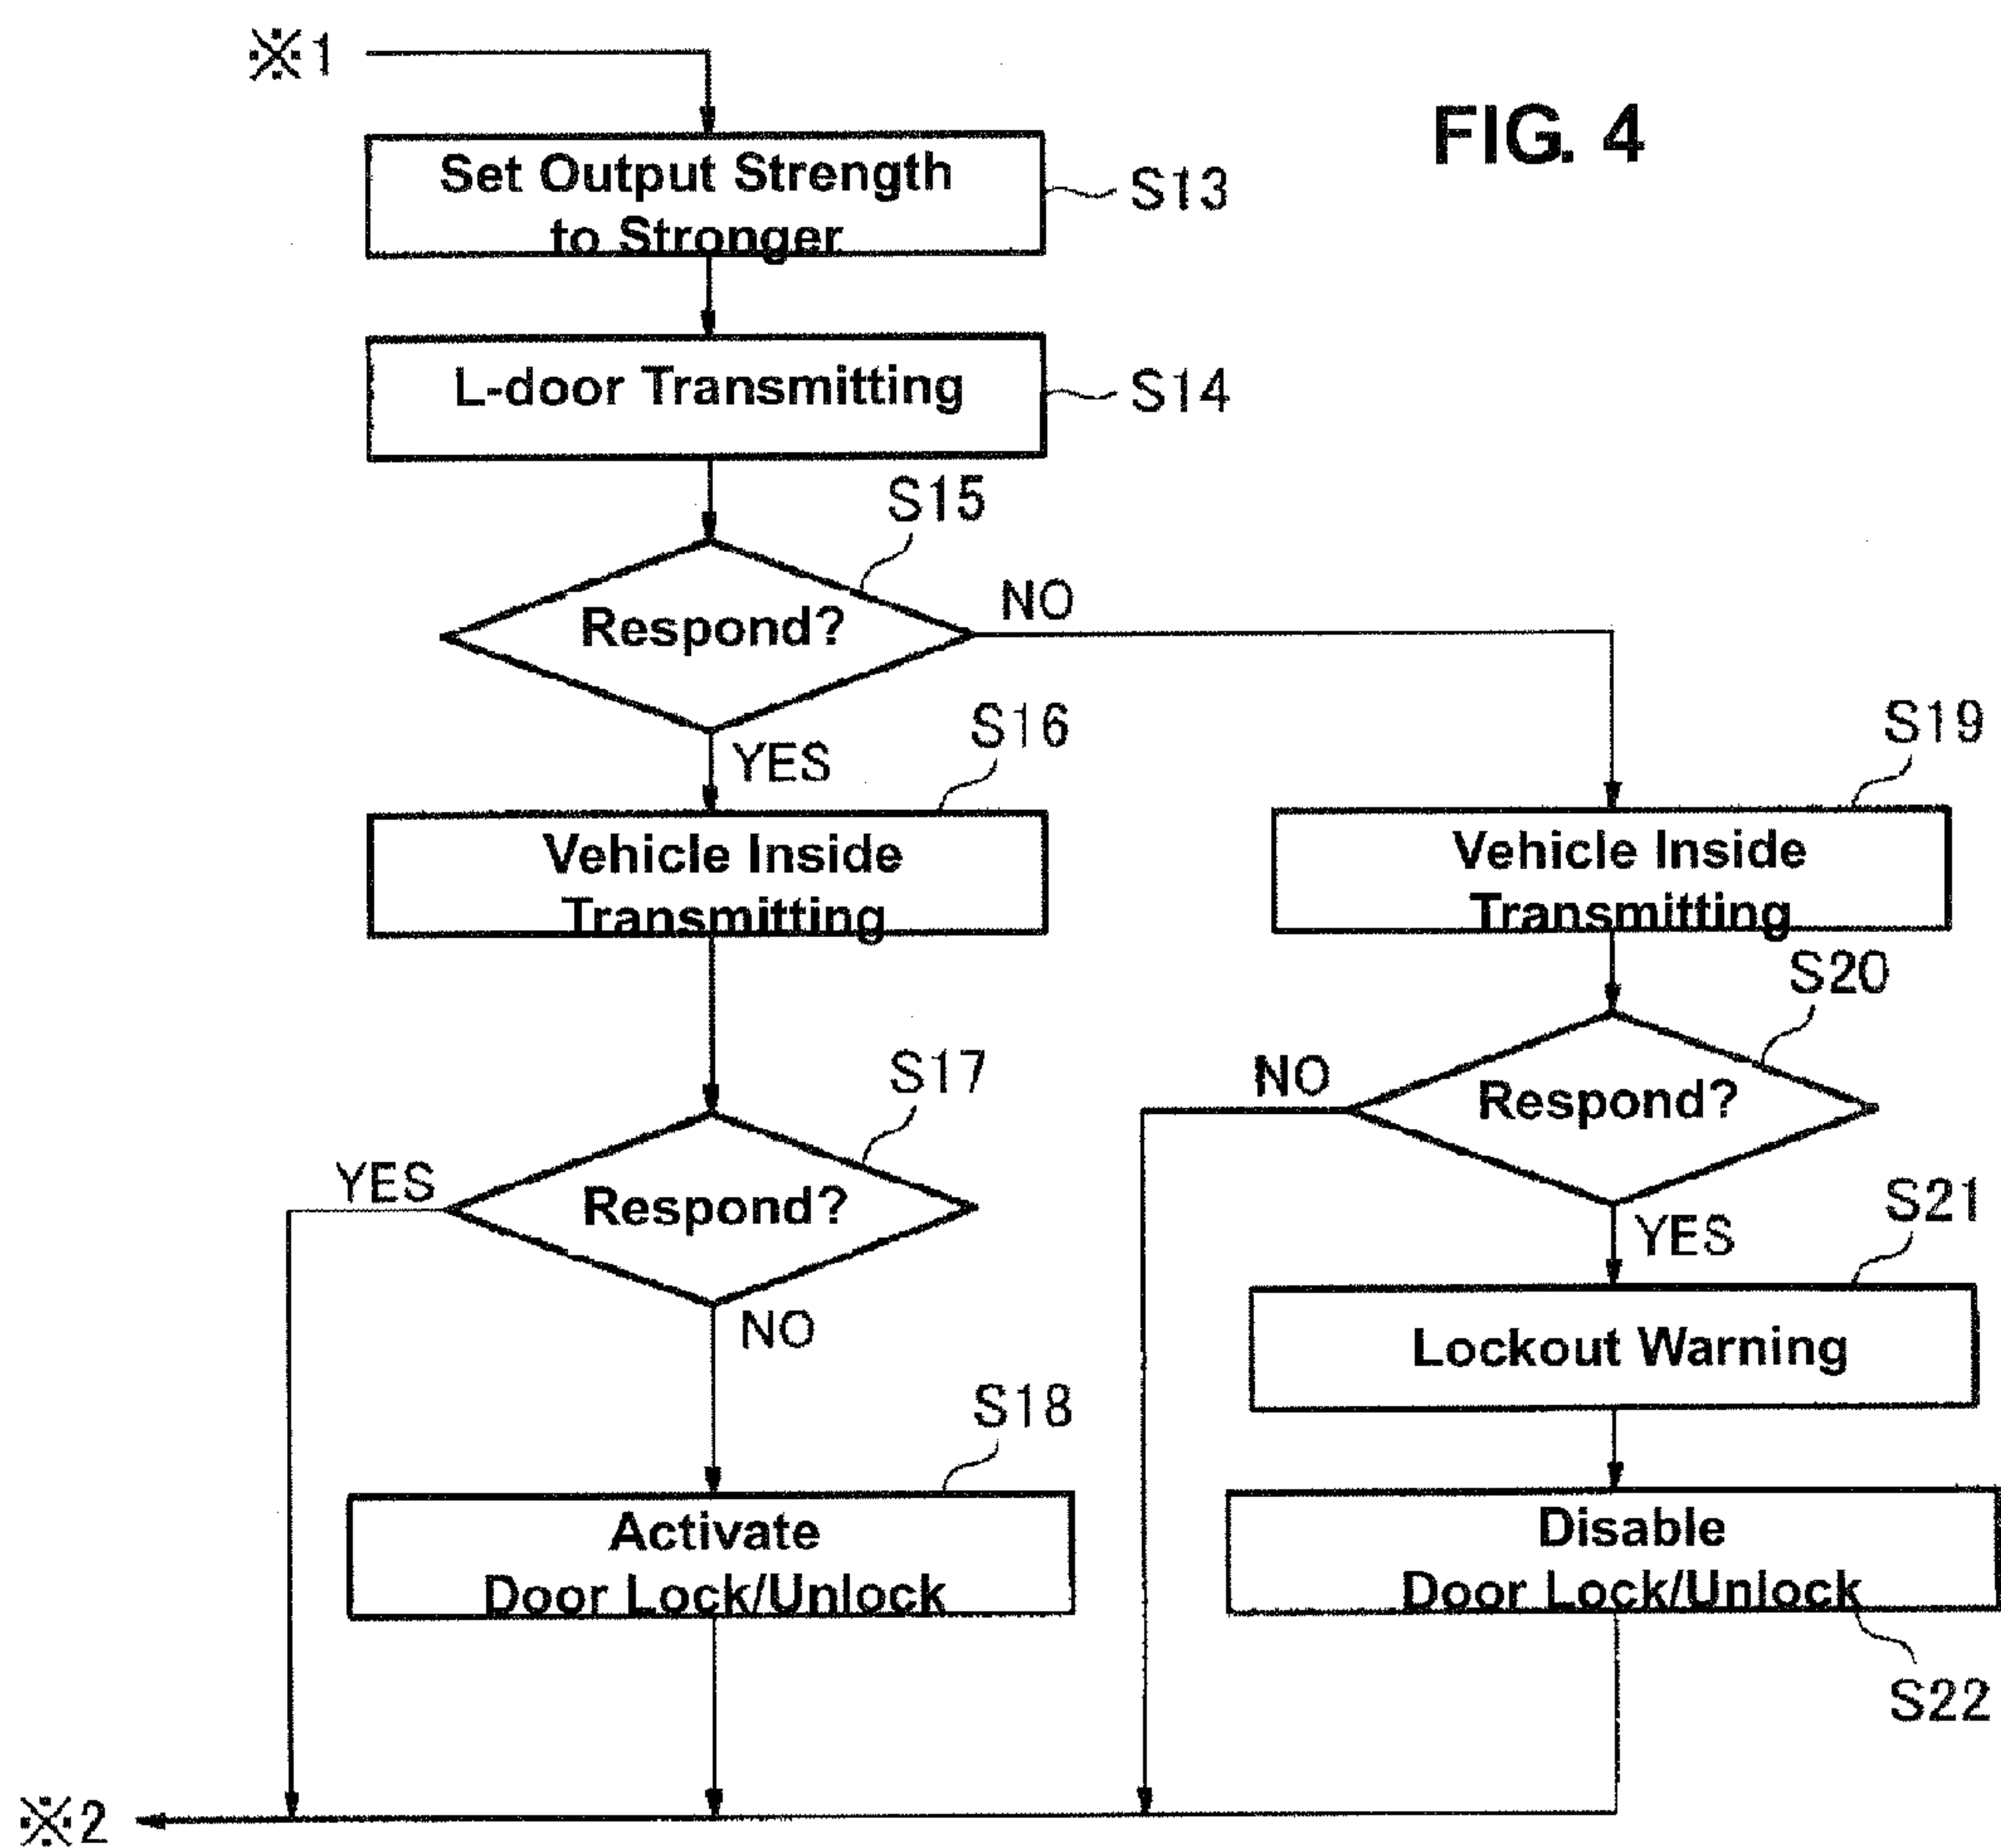 ※1
FIG. 4
Set Output Strength
to Stronger
S13
L-door Transmitting
S14
S15
Respond?
NO
YES
S16
Vehicle Inside
Transmitting
S19
Vehicle Inside
Transmitting
S20
NO
Respond?
YES
S17
YES
Respond?
NO
S21
Lockout Warning
S18
Activate
Door Lock/Unlock
Disable
Door Lock/Unlock
S22
※2